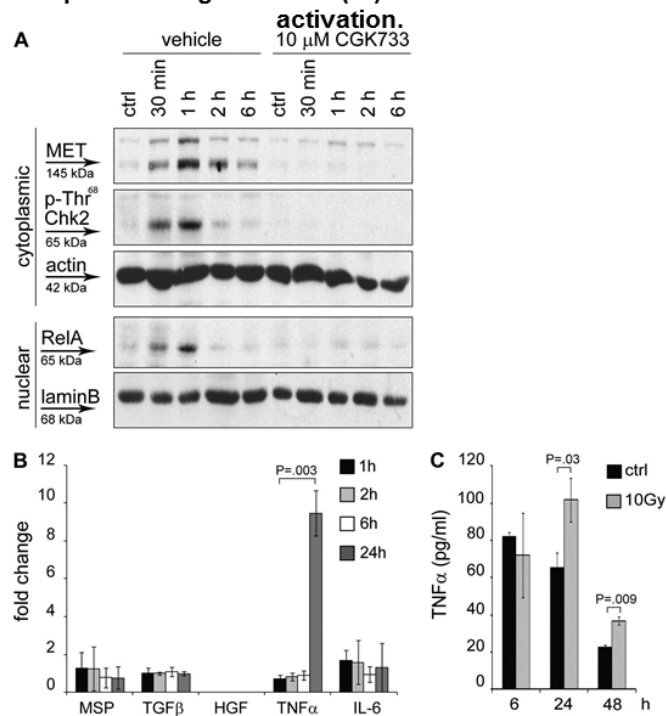 activation.
A
vehicle
10 µM CGK733
ctrl
30 min
1 h
2 h
6 h
ctrl
30 min
1 h
2 h
6 h
cytoplasmic
MET
145 kDa
p-Thr68
Chk2
65 kDa
actin
42 kDa
nuclear
RelA
65 kDa
laminB
68 kDa
B
fold change
12
10
8
6
4
2
0
P=.003
1h
2h
6h
24h
MSP TGFβ HGF TNFα IL-6
C
TNFα (pg/ml)
120
100
80
60
40
20
0
P=.03
P=.009
ctrl
10Gy
6 24 48 h